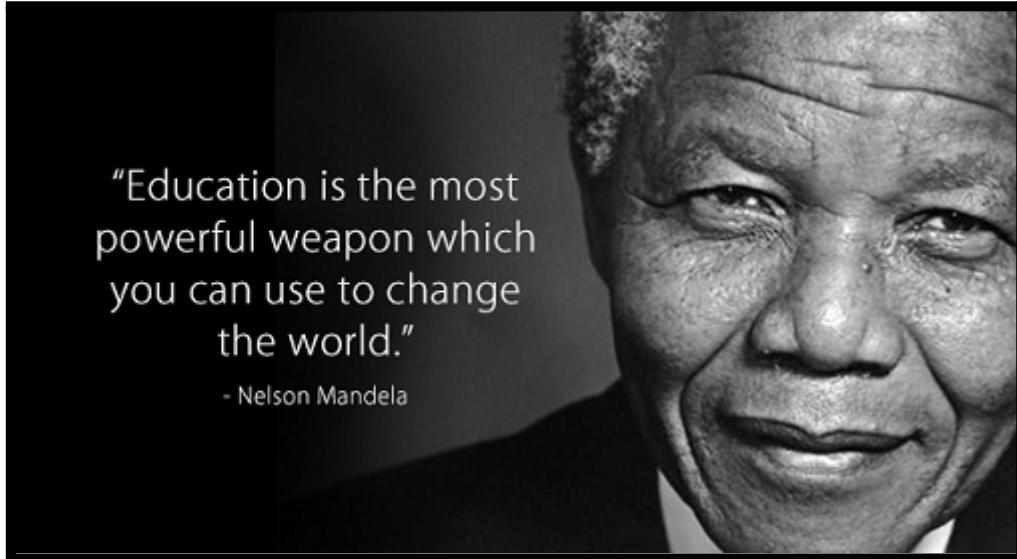 “Education is the most
powerful weapon which
you can use to change
the world.”
- Nelson Mandela